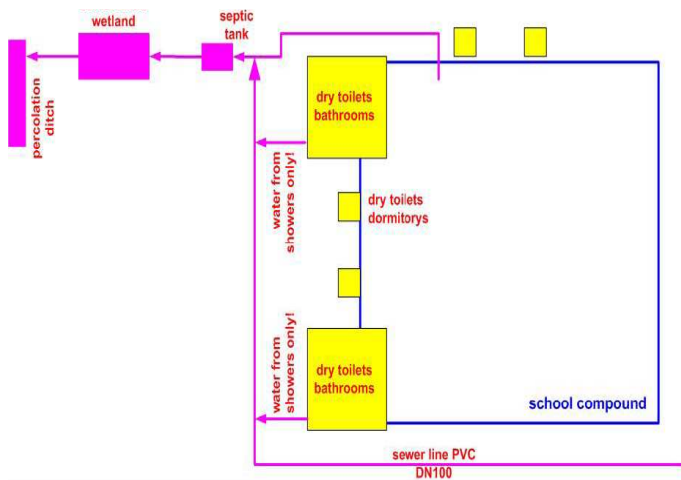 septic
tank
wetland
percolation
ditch
dry toilets
bathrooms
water from
showers only!
dry toilets
dormitorys
water from
showers only!
dry toilets
bathrooms
school compound
sewer line PVC
DN100